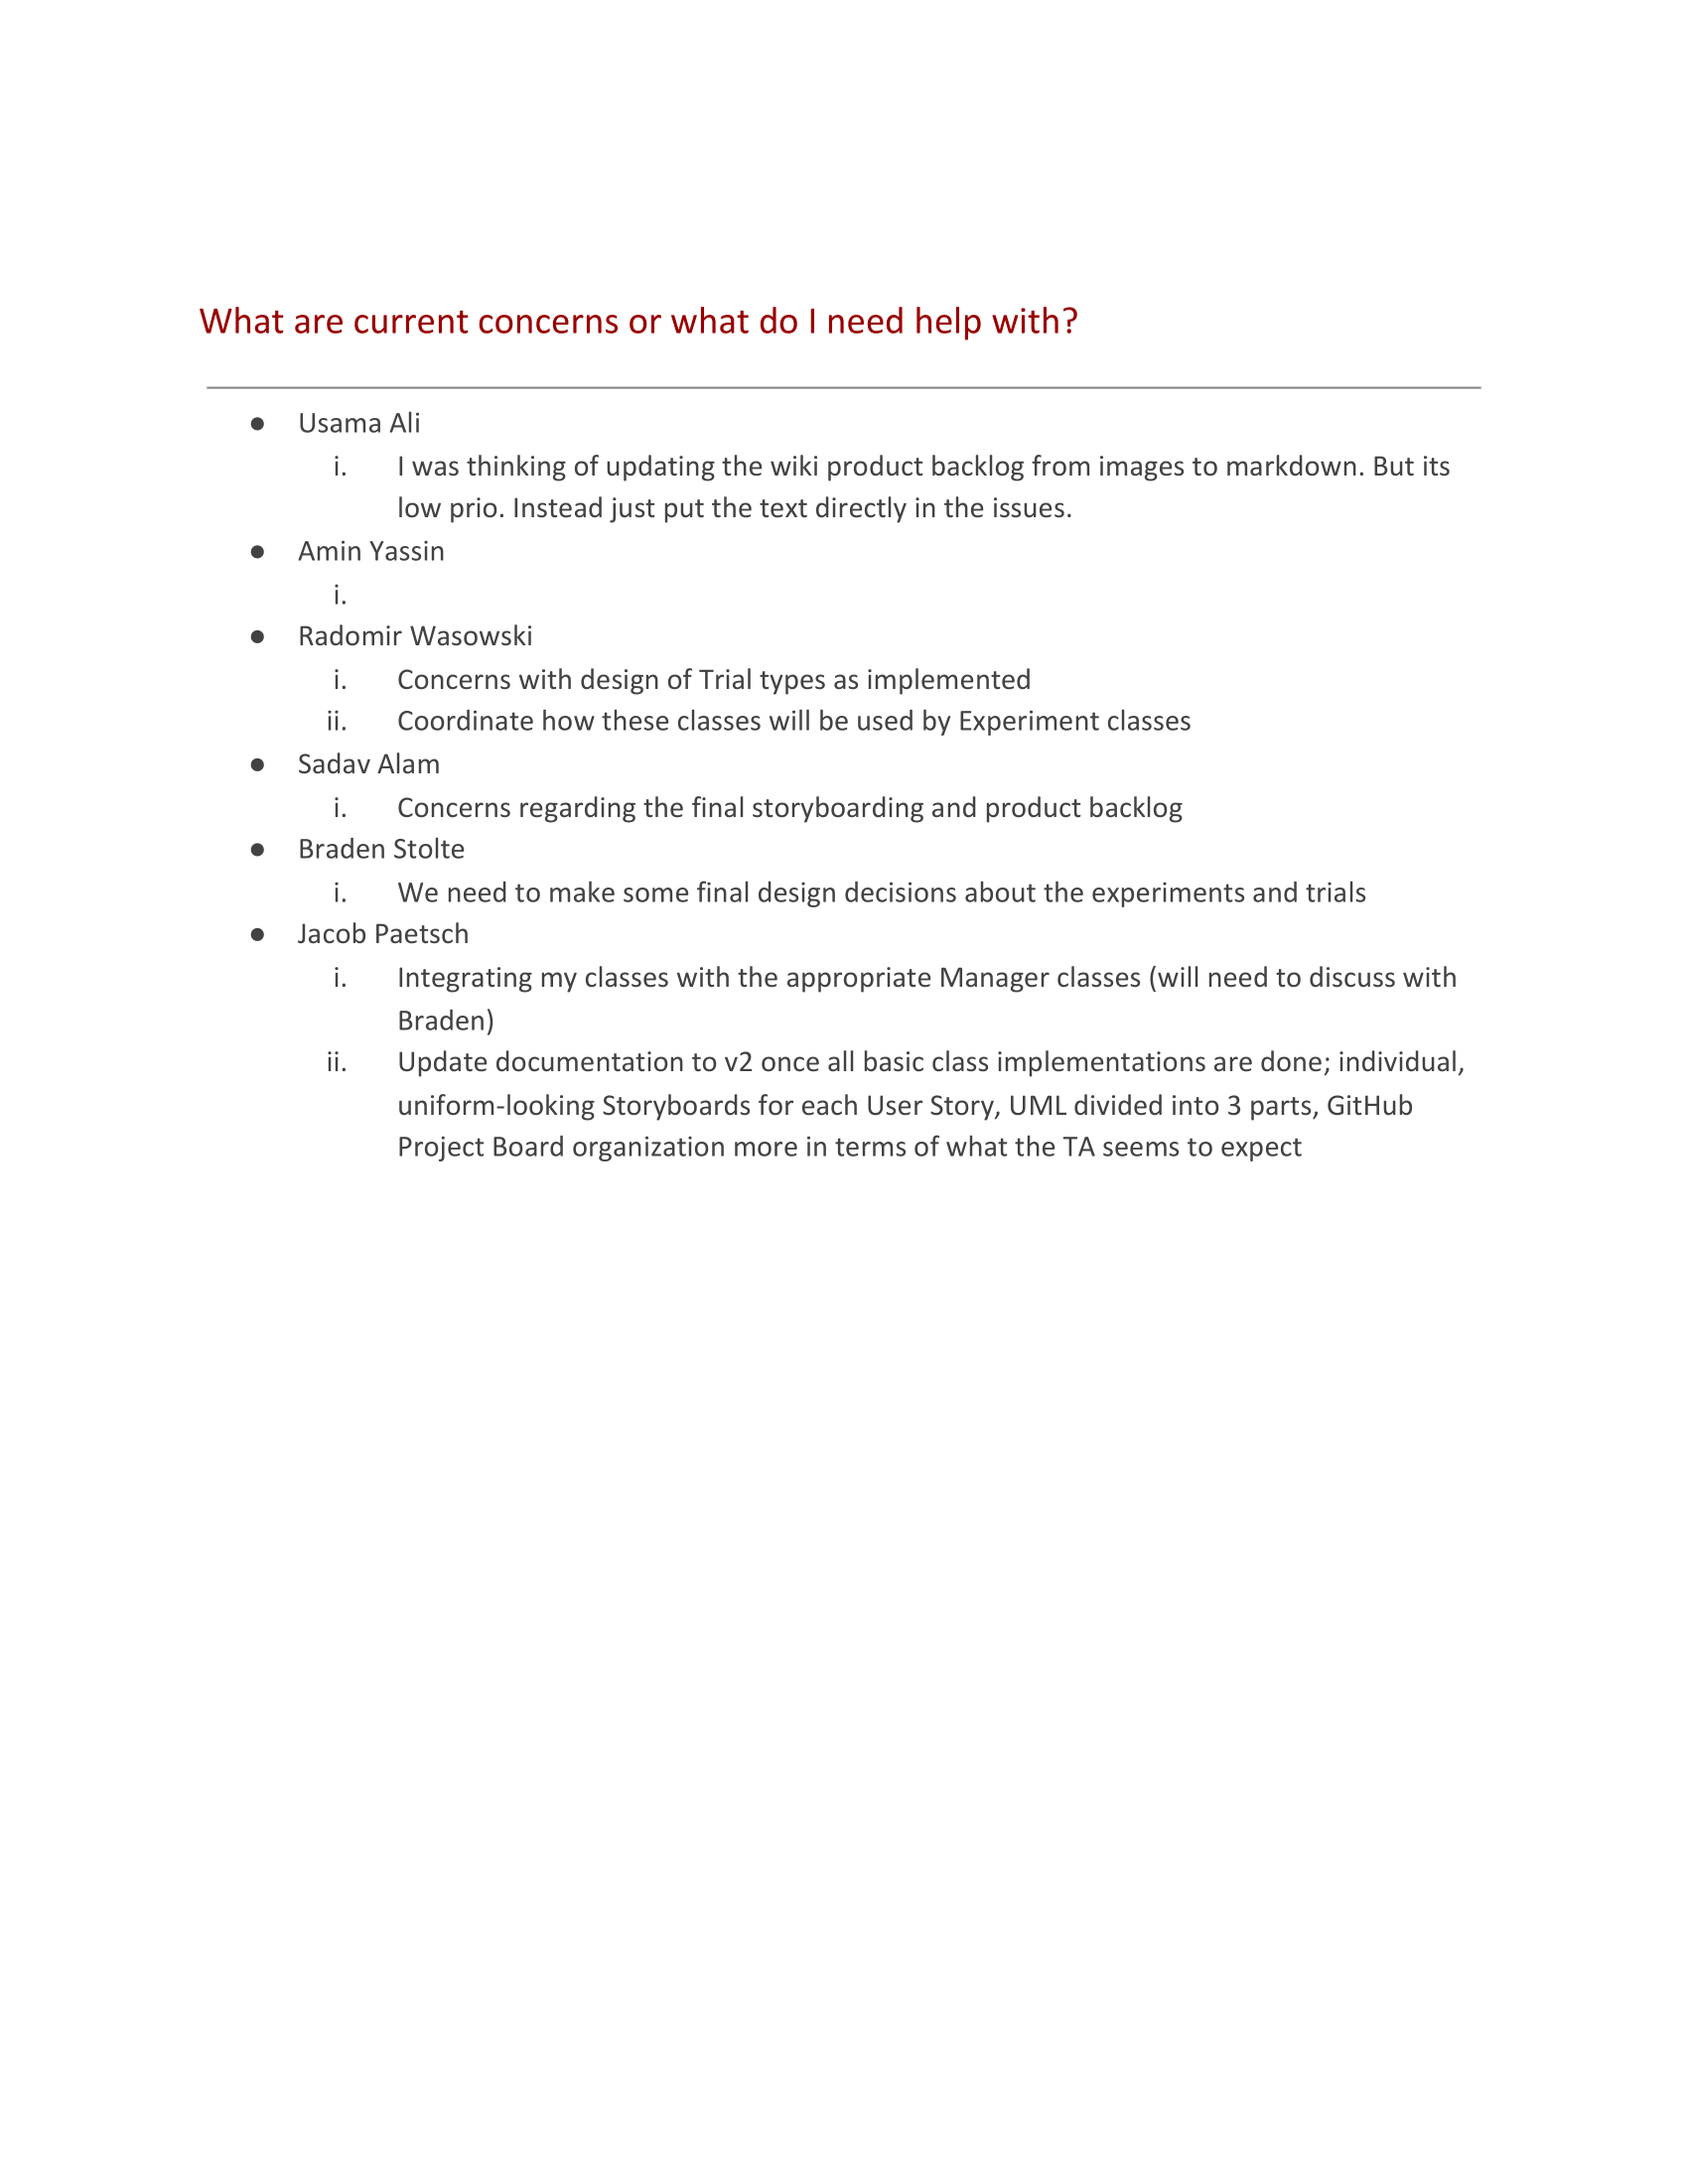 What are current concerns or what do I need help with?
● Usama Ali
i. I was thinking of updating the wiki product backlog from images to markdown. But its
low prio. Instead just put the text directly in the issues.
● Amin Yassin
i.
● Radomir Wasowski
i. Concerns with design of Trial types as implemented
ii. Coordinate how these classes will be used by Experiment classes
● Sadav Alam
i. Concerns regarding the final storyboarding and product backlog
● Braden Stolte
i. We need to make some final design decisions about the experiments and trials
● Jacob Paetsch
i. Integrating my classes with the appropriate Manager classes (will need to discuss with
Braden)
ii. Update documentation to v2 once all basic class implementations are done; individual,
uniform-looking Storyboards for each User Story, UML divided into 3 parts, GitHub
Project Board organization more in terms of what the TA seems to expect